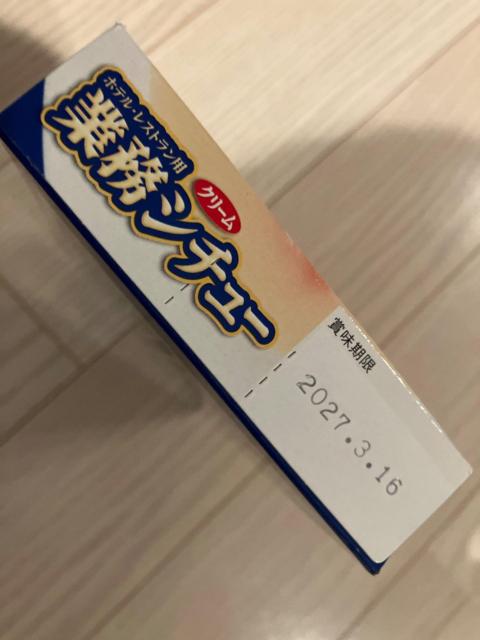 ホテル・レストラン用
クリーム
業務シチュー
賞味期限
2027.3.16